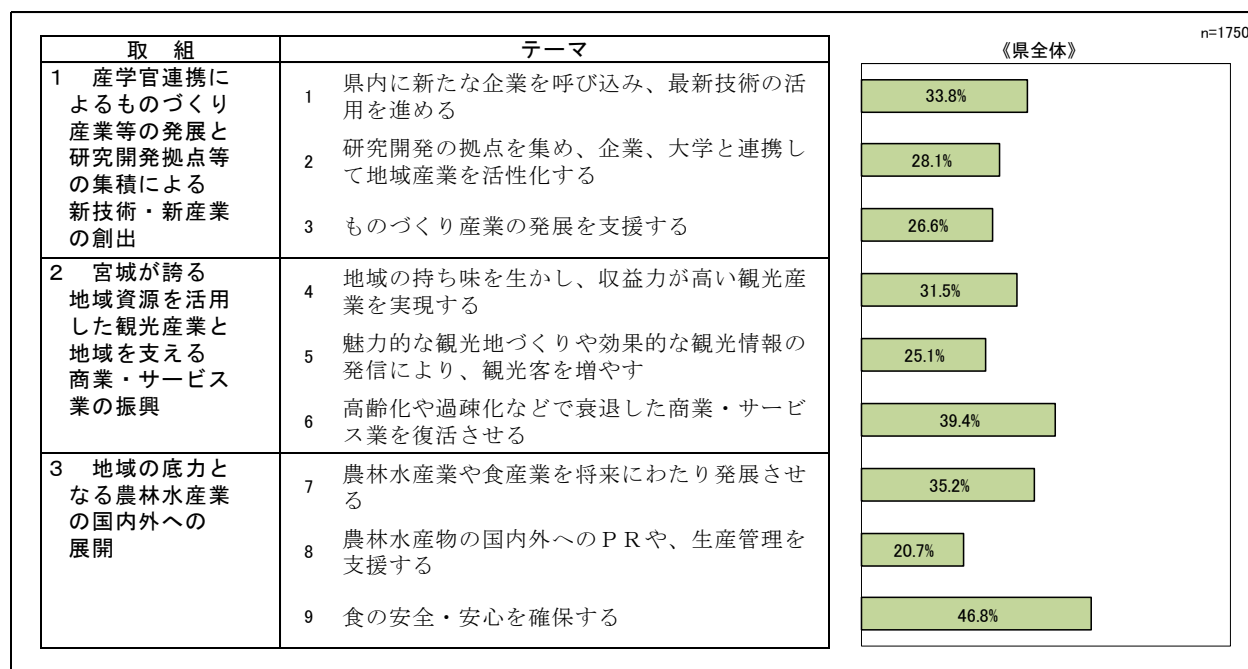 n=1750
取　組
テーマ
《県全体》
1　産学官連携に
よるものづくり
産業等の発展と
研究開発拠点等
の集積による
新技術・新産業
の創出
1　県内に新たな企業を呼び込み、最新技術の活
用を進める
33.8%
2　研究開発の拠点を集め、企業、大学と連携し
て地域産業を活性化する
28.1%
3　ものづくり産業の発展を支援する
26.6%
2　宮城が誇る
地域資源を活用
した観光産業と
地域を支える
商業・サービス
業の振興
4　地域の持ち味を生かし、収益力が高い観光産
業を実現する
31.5%
5　魅力的な観光地づくりや効果的な観光情報の
発信により、観光客を増やす
25.1%
6　高齢化や過疎化などで衰退した商業・サービ
ス業を復活させる
39.4%
3　地域の底力と
なる農林水産業
の国内外への
展開
7　農林水産業や食産業を将来にわたり発展させ
る
35.2%
8　農林水産物の国内外へのＰＲや、生産管理を
支援する
20.7%
9　食の安全・安心を確保する
46.8%